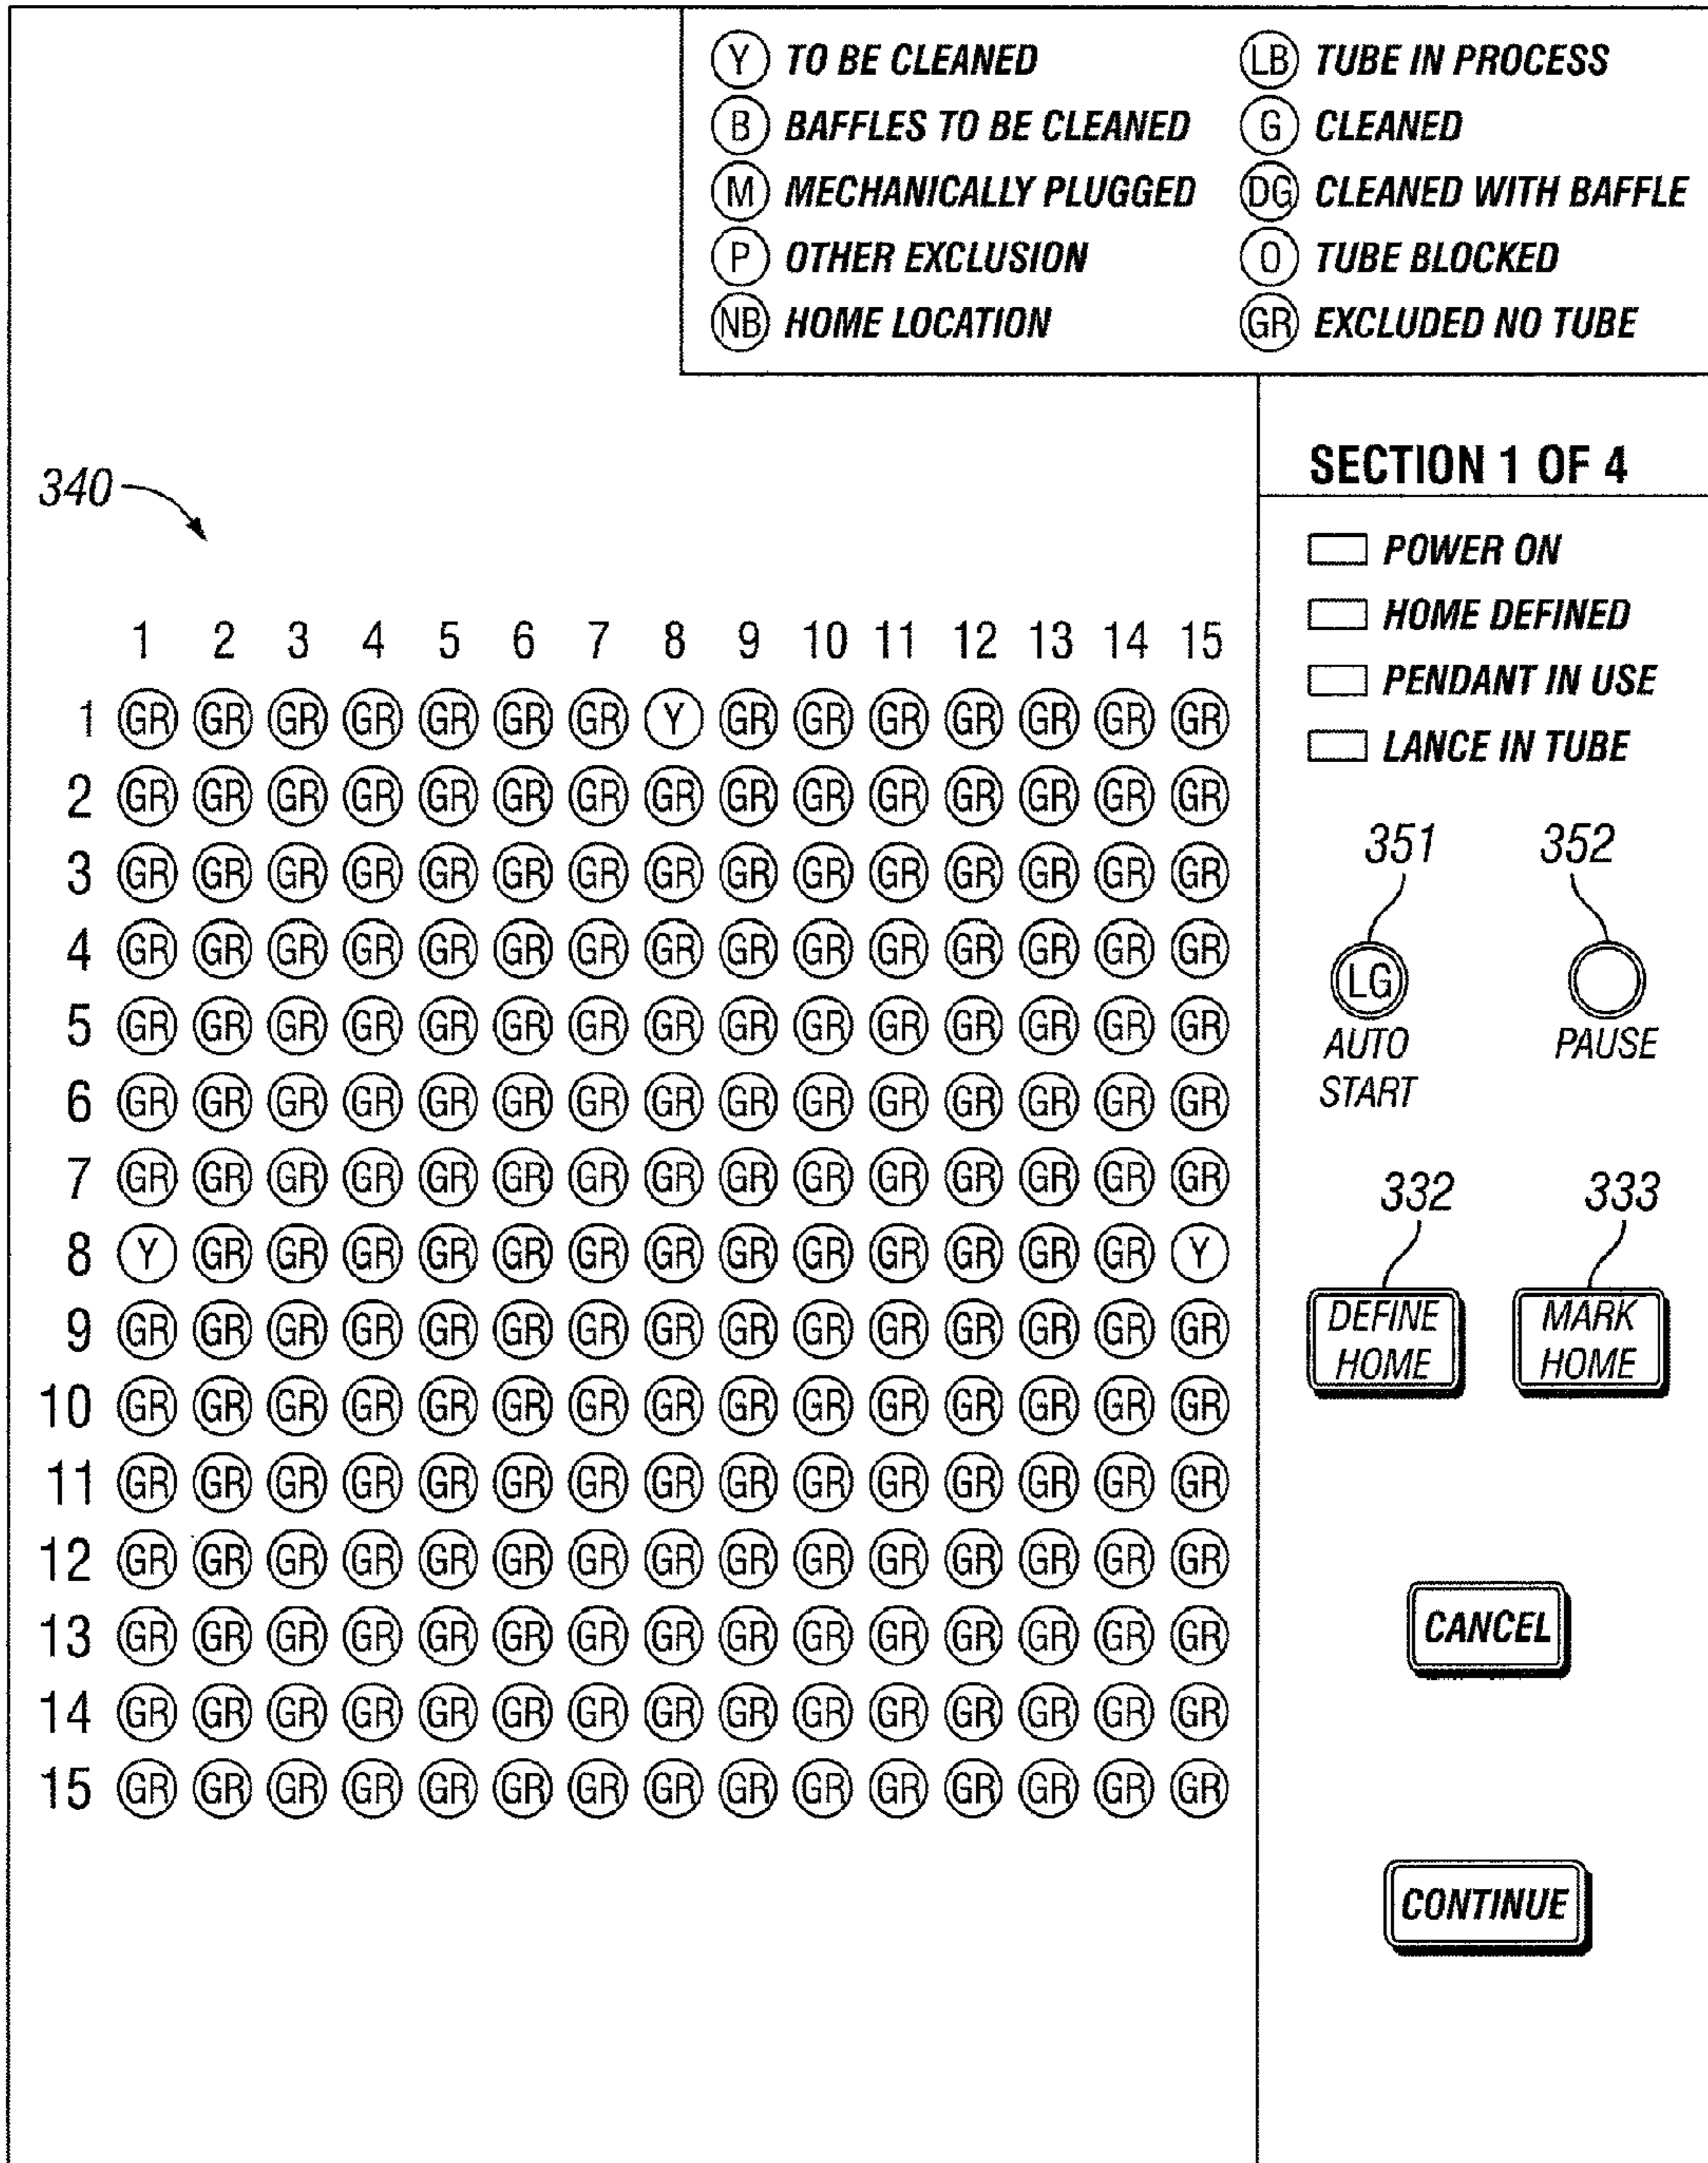 Y TO BE CLEANED LB TUBE IN PROCESS
B BAFFLES TO BE CLEANED G CLEANED
M MECHANICALLY PLUGGED DG CLEANED WITH BAFFLE
P OTHER EXCLUSION O TUBE BLOCKED
NB HOME LOCATION GR EXCLUDED NO TUBE
340
1 2 3 4 5 6 7 8 9 10 11 12 13 14 15
1 GR GR GR GR GR GR GR Y GR GR GR GR GR GR GR
2 GR GR GR GR GR GR GR GR GR GR GR GR GR GR GR
3 GR GR GR GR GR GR GR GR GR GR GR GR GR GR GR
4 GR GR GR GR GR GR GR GR GR GR GR GR GR GR GR
5 GR GR GR GR GR GR GR GR GR GR GR GR GR GR GR
6 GR GR GR GR GR GR GR GR GR GR GR GR GR GR GR
7 GR GR GR GR GR GR GR GR GR GR GR GR GR GR GR
8 Y GR GR GR GR GR GR GR GR GR GR GR GR GR Y
9 GR GR GR GR GR GR GR GR GR GR GR GR GR GR GR
10 GR GR GR GR GR GR GR GR GR GR GR GR GR GR GR
11 GR GR GR GR GR GR GR GR GR GR GR GR GR GR GR
12 GR GR GR GR GR GR GR GR GR GR GR GR GR GR GR
13 GR GR GR GR GR GR GR GR GR GR GR GR GR GR GR
14 GR GR GR GR GR GR GR GR GR GR GR GR GR GR GR
15 GR GR GR GR GR GR GR GR GR GR GR GR GR GR GR
SECTION 1 OF 4
POWER ON
HOME DEFINED
PENDANT IN USE
LANCE IN TUBE
351 352
LG
AUTO PAUSE
START
332 333
DEFINE MARK
HOME HOME
CANCEL
CONTINUE